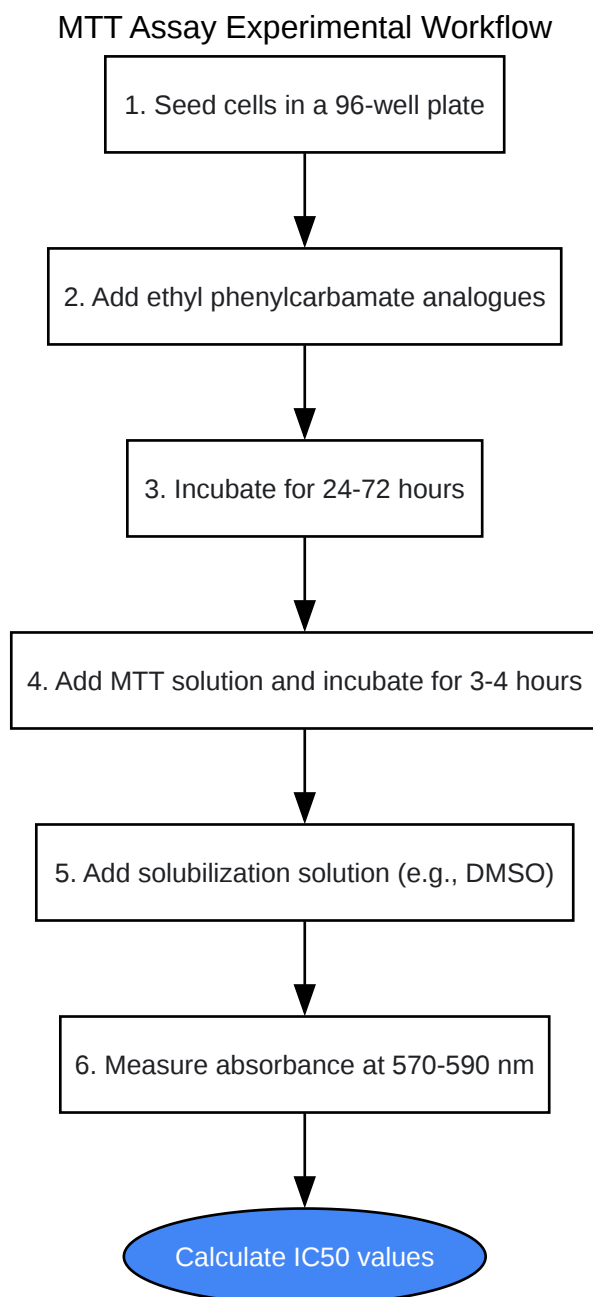 MTT Assay Experimental Workflow
1. Seed cells in a 96-well plate
2. Add ethyl phenylcarbamate analogues
3. Incubate for 24-72 hours
4. Add MTT solution and incubate for 3-4 hours
5. Add solubilization solution (e.g., DMSO)
6. Measure absorbance at 570-590 nm
Calculate IC50 values